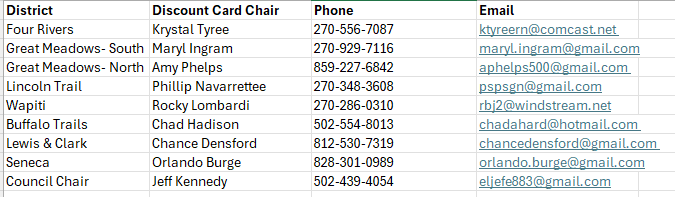 District Discount Card Chair Phone Email
Four Rivers Krystal Tyree 270-556-7087 ktyreern@comcast.net
Great Meadows- South Maryl Ingram 270-929-7116 maryl.ingram@gmail.com
Great Meadows- North Amy Phelps 859-227-6842 aphelps500@gmail.com
Lincoln Trail Phillip Navarrettee 270-348-3608 pspsgn@gmail.com
Wapiti Rocky Lombardi 270-286-0310 rbj2@windstream.net
Buffalo Trails Chad Hadison 502-554-8013 chadahard@hotmail.com
Lewis & Clark Chance Densford 812-530-7319 chancedensford@gmail.com
Seneca Orlando Burge 828-301-0989 orlando.burge@gmail.com
Council Chair Jeff Kennedy 502-439-4054 eljefe883@gmail.com